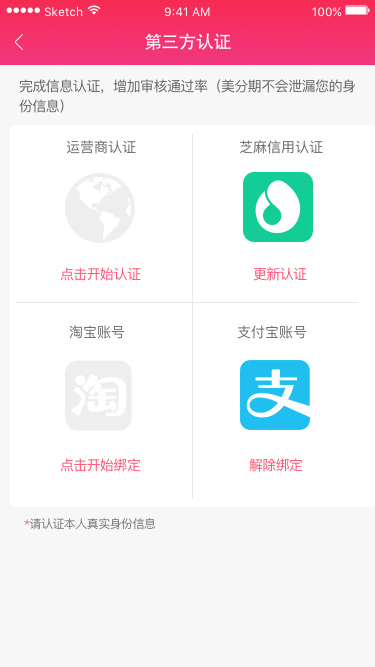 Sketch 9:41 AM 100%
第三方认证
完成信息认证，增加审核通过率（美分期不会泄漏您的身
份信息）
运营商认证 芝麻信用认证
点击开始认证 更新认证
淘宝账号 支付宝账号
淘 支
点击开始绑定 解除绑定
*请认证本人真实身份信息